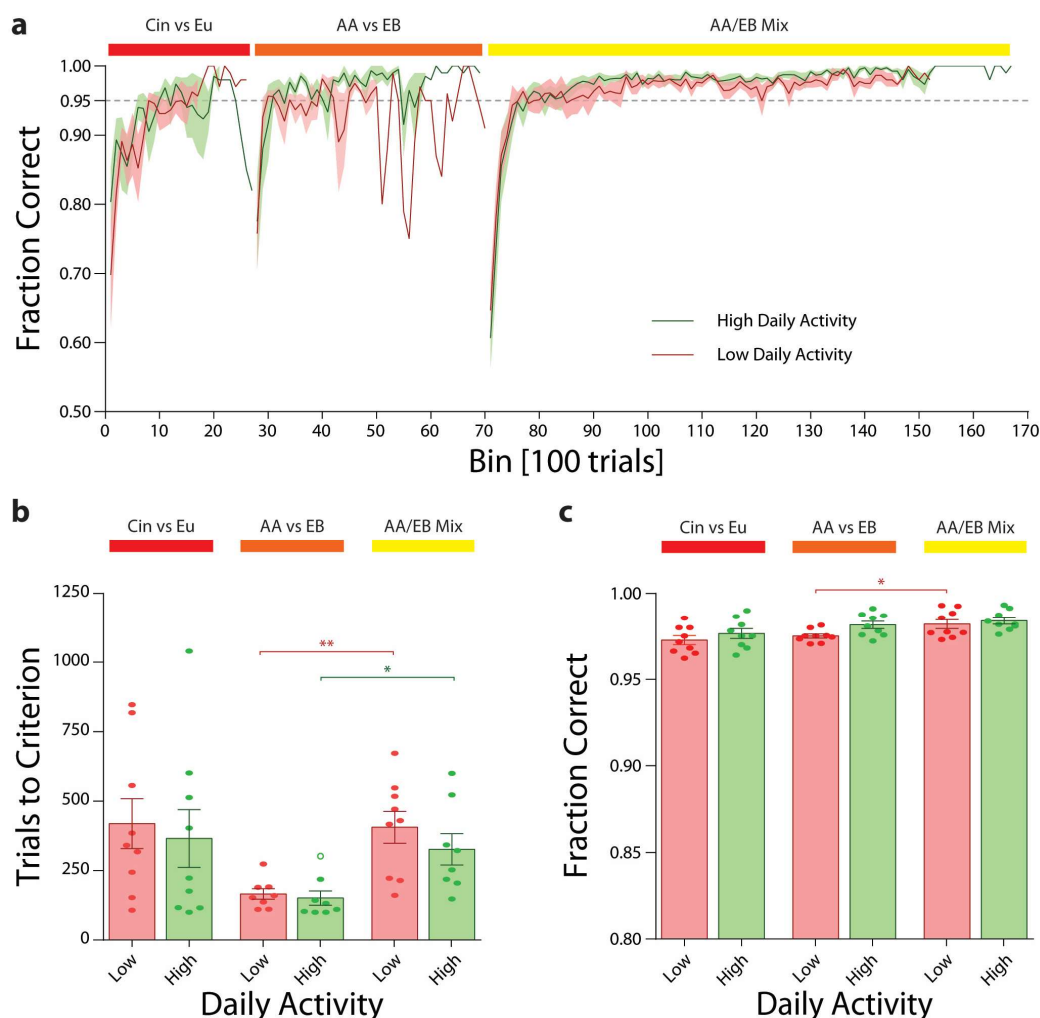 a
Cin vs Eu AA vs EB AA/EB Mix
1.00
0.95
0.90
0.80
0.70
0.60
0.50
Fraction Correct
High Daily Activity
Low Daily Activity
0 10 20 30 40 50 60 70 80 90 100 110 120 130 140 150 160 170
Bin [100 trials]
b
Cin vs Eu AA vs EB AA/EB Mix
1250
1000
750
500
250
0
Trials to Criterion
**
*
Low High Low High Low High
Daily Activity
c
Cin vs Eu AA vs EB AA/EB Mix
1.00
0.95
0.90
0.85
0.80
Fraction Correct
*
Low High Low High Low High
Daily Activity